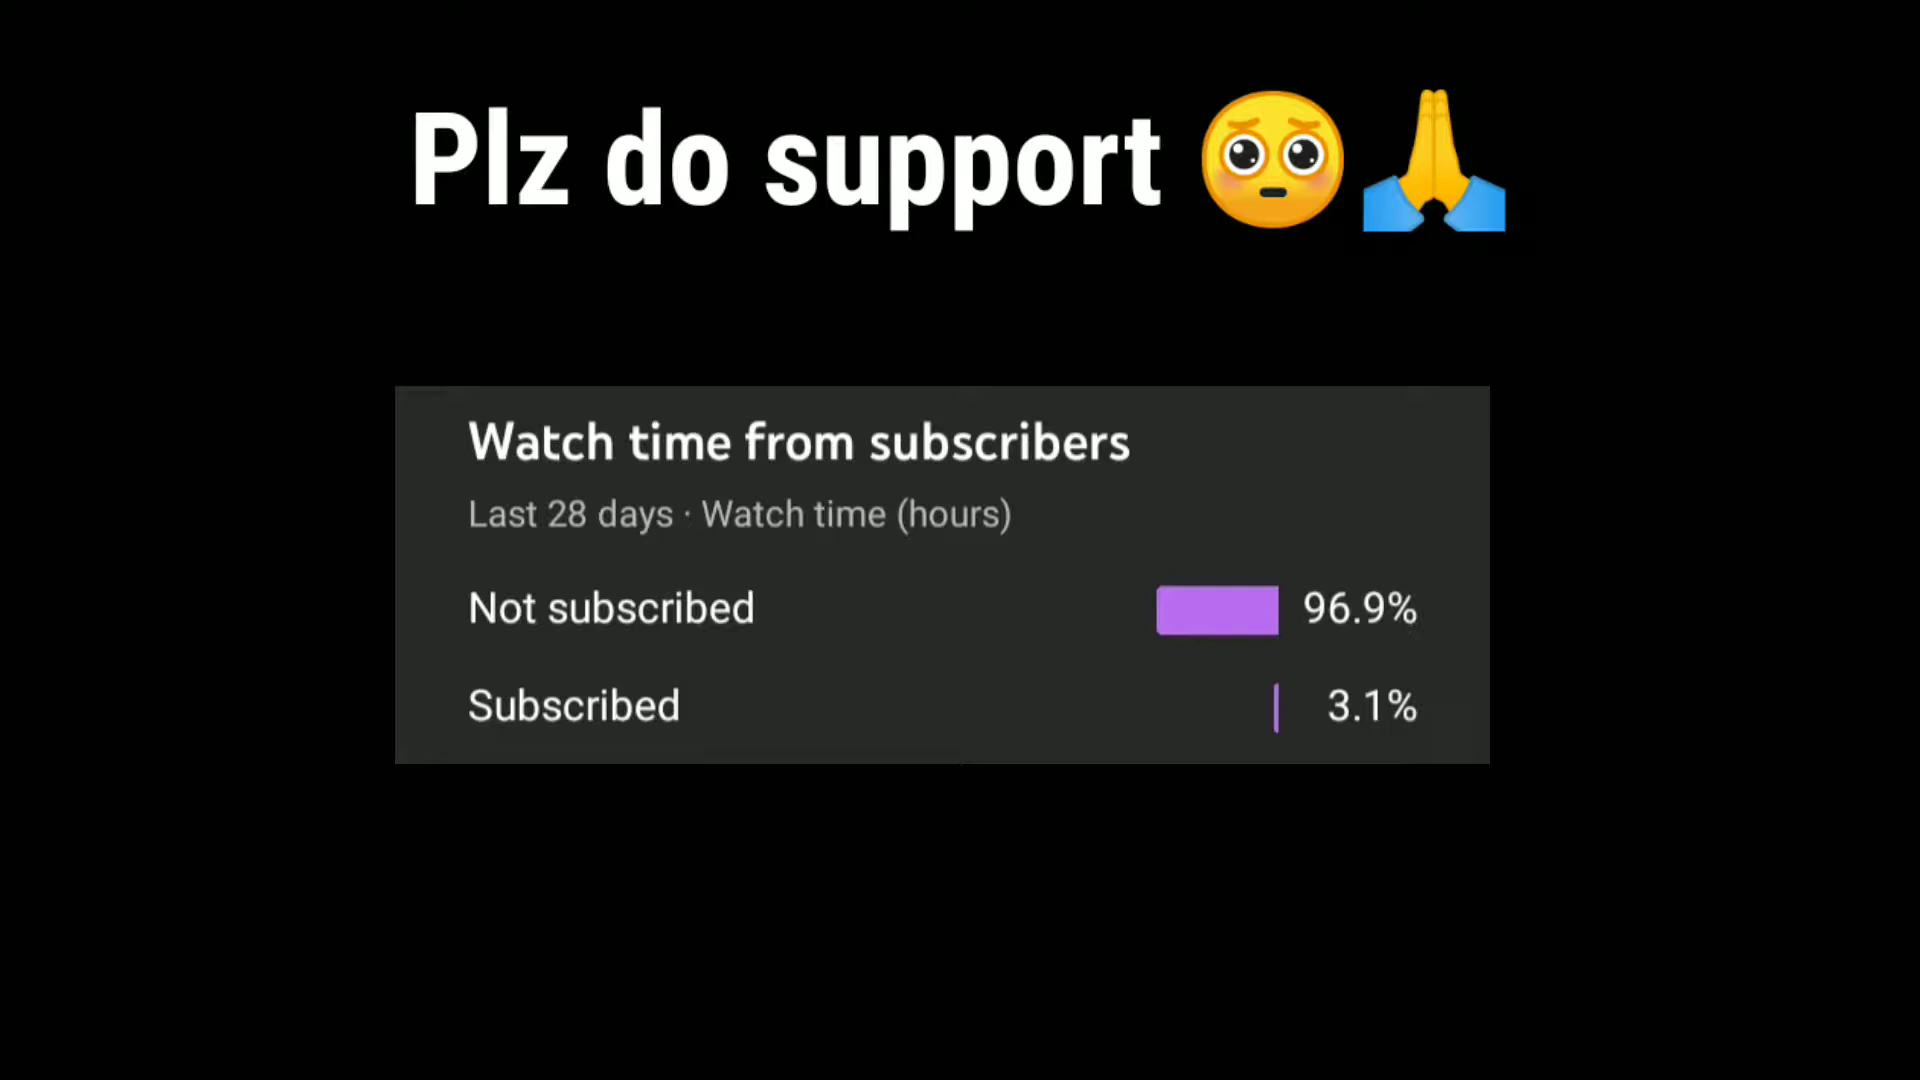 Plz do support 🥺🙏
Watch time from subscribers
Last 28 days · Watch time (hours)
Not subscribed 96.9%
Subscribed 3.1%